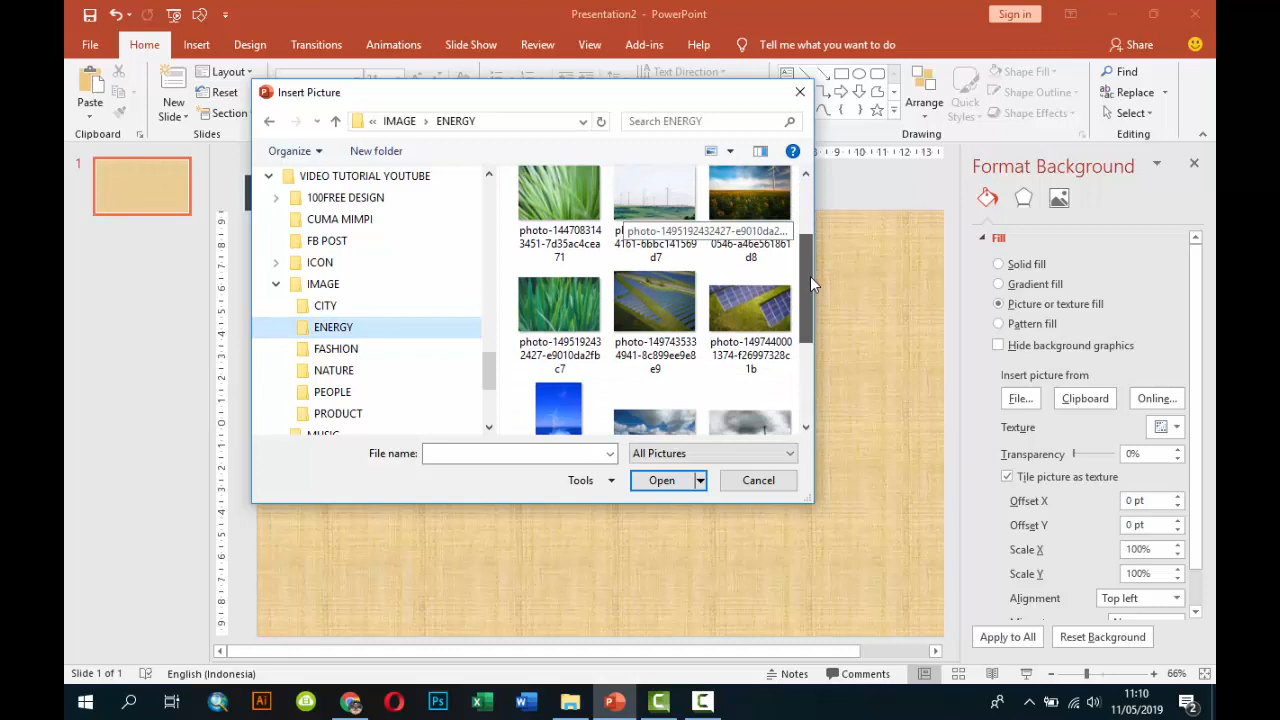 Presentation2 - PowerPoint
Sign in
File
Home
Insert
Design
Transitions
Animations
Slide Show
Review
View
Add-ins
Help
Tell me what you want to do
Share
Paste
Clipboard
New
Slide
Layout
Reset
Section
Slides
Text Direction
Arrange
Quick
Styles
Shape Fill
Shape Outline
Shape Effects
Drawing
Find
Replace
Select
Editing
Insert Picture
IMAGE
ENERGY
Search ENERGY
Organize
New folder
VIDEO TUTORIAL YOUTUBE
100FREE DESIGN
CUMA MIMPI
FB POST
ICON
IMAGE
CITY
ENERGY
FASHION
NATURE
PEOPLE
PRODUCT
photo-144708314
3451-7d35ac4cea
71
photo-1495192432427-e9010da2...
4161-6bbc141569
d7
0546-a46e561861
d8
photo-149519243
2427-e9010da2fb
c7
photo-149743533
4941-8c899ee9e8
e9
photo-149744000
1374-f26997328c
1b
File name:
All Pictures
Tools
Open
Cancel
1
Format Background
Fill
Solid fill
Gradient fill
Picture or texture fill
Pattern fill
Hide background graphics
Insert picture from
File...
Clipboard
Online...
Texture
Transparency
0%
Tile picture as texture
Offset X
0 pt
Offset Y
0 pt
Scale X
100%
Scale Y
100%
Alignment
Top left
Apply to All
Reset Background
Slide 1 of 1
English (Indonesia)
Notes
Comments
66%
11:10
11/05/2019
2